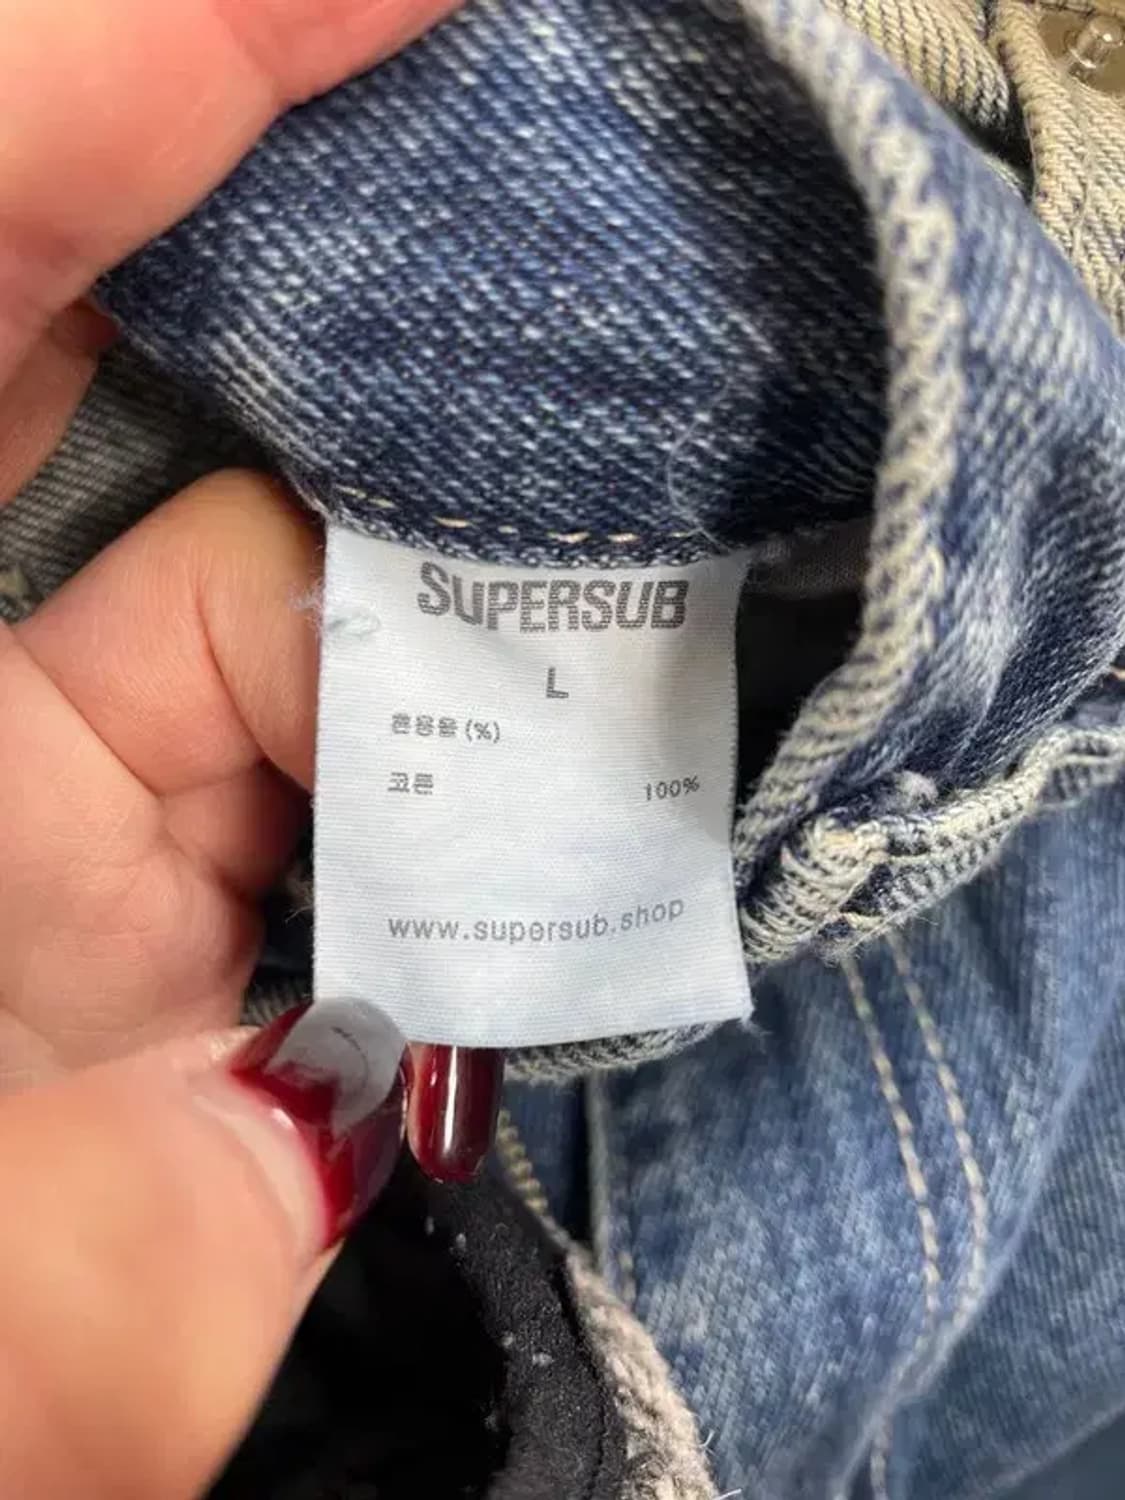 SUPERSUB
L
혼용율 (%)
코튼 100%
www.supersub.shop